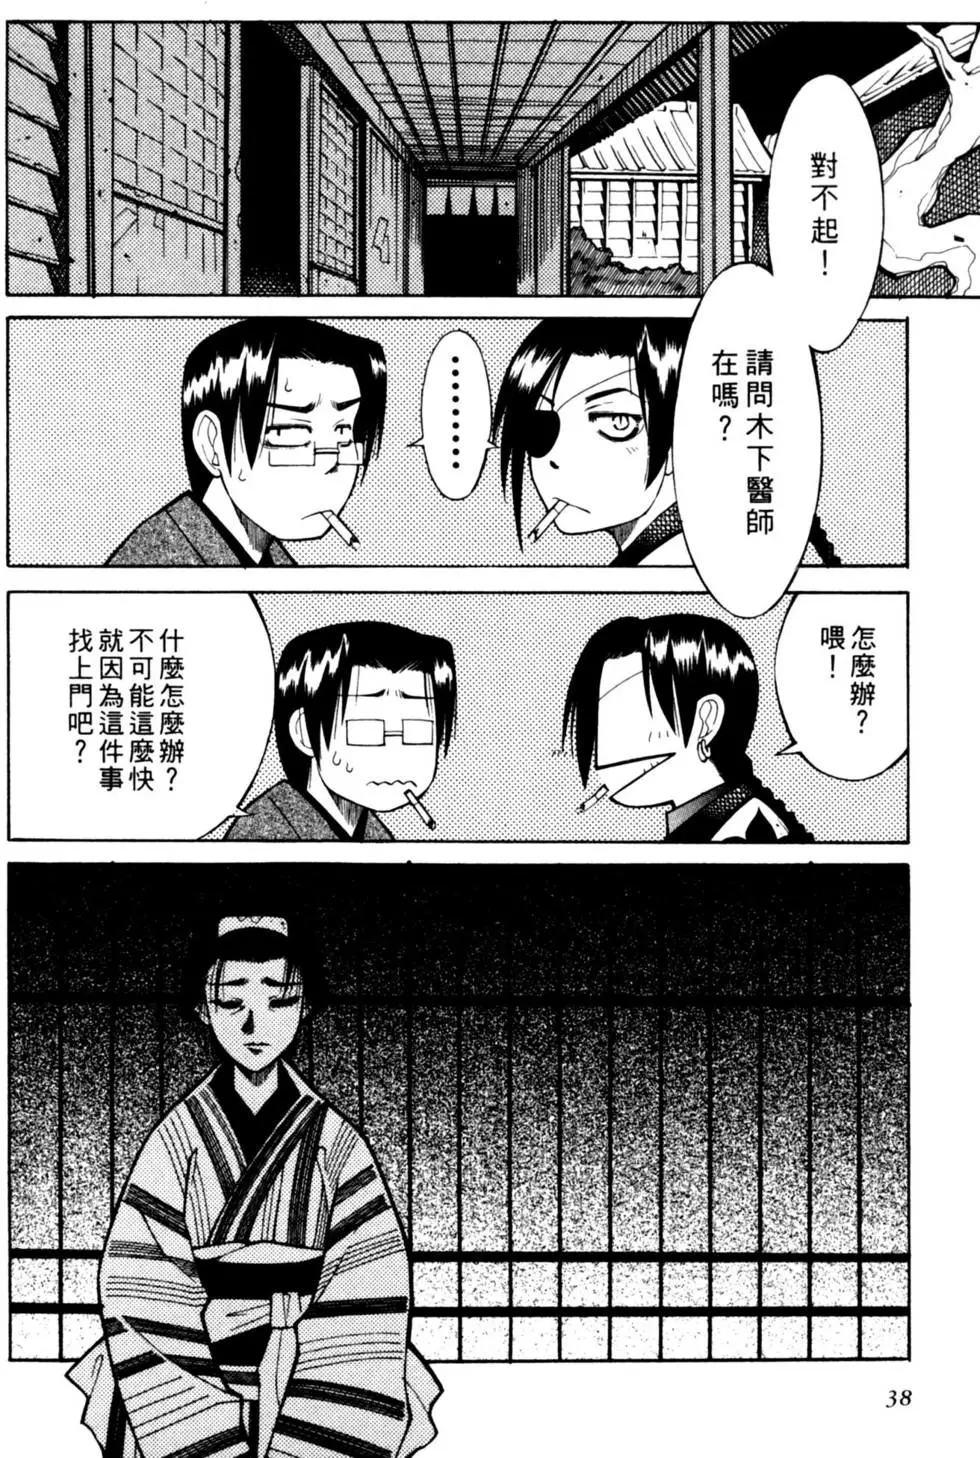 對不起！
請問木下醫師
在嗎？
‥‥‥‥
怎麼辦？
喂！
什麼怎麼辦？
不可能這麼快
就因為這件事
找上門吧？
38